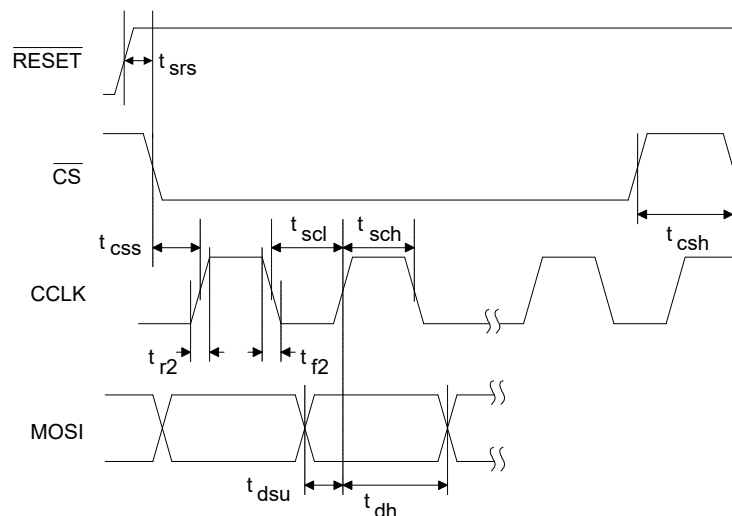 RESET
t srs
CS
t css
t scl
t sch
t csh
CCLK
t r2
t f2
MOSI
t dsu
t dh